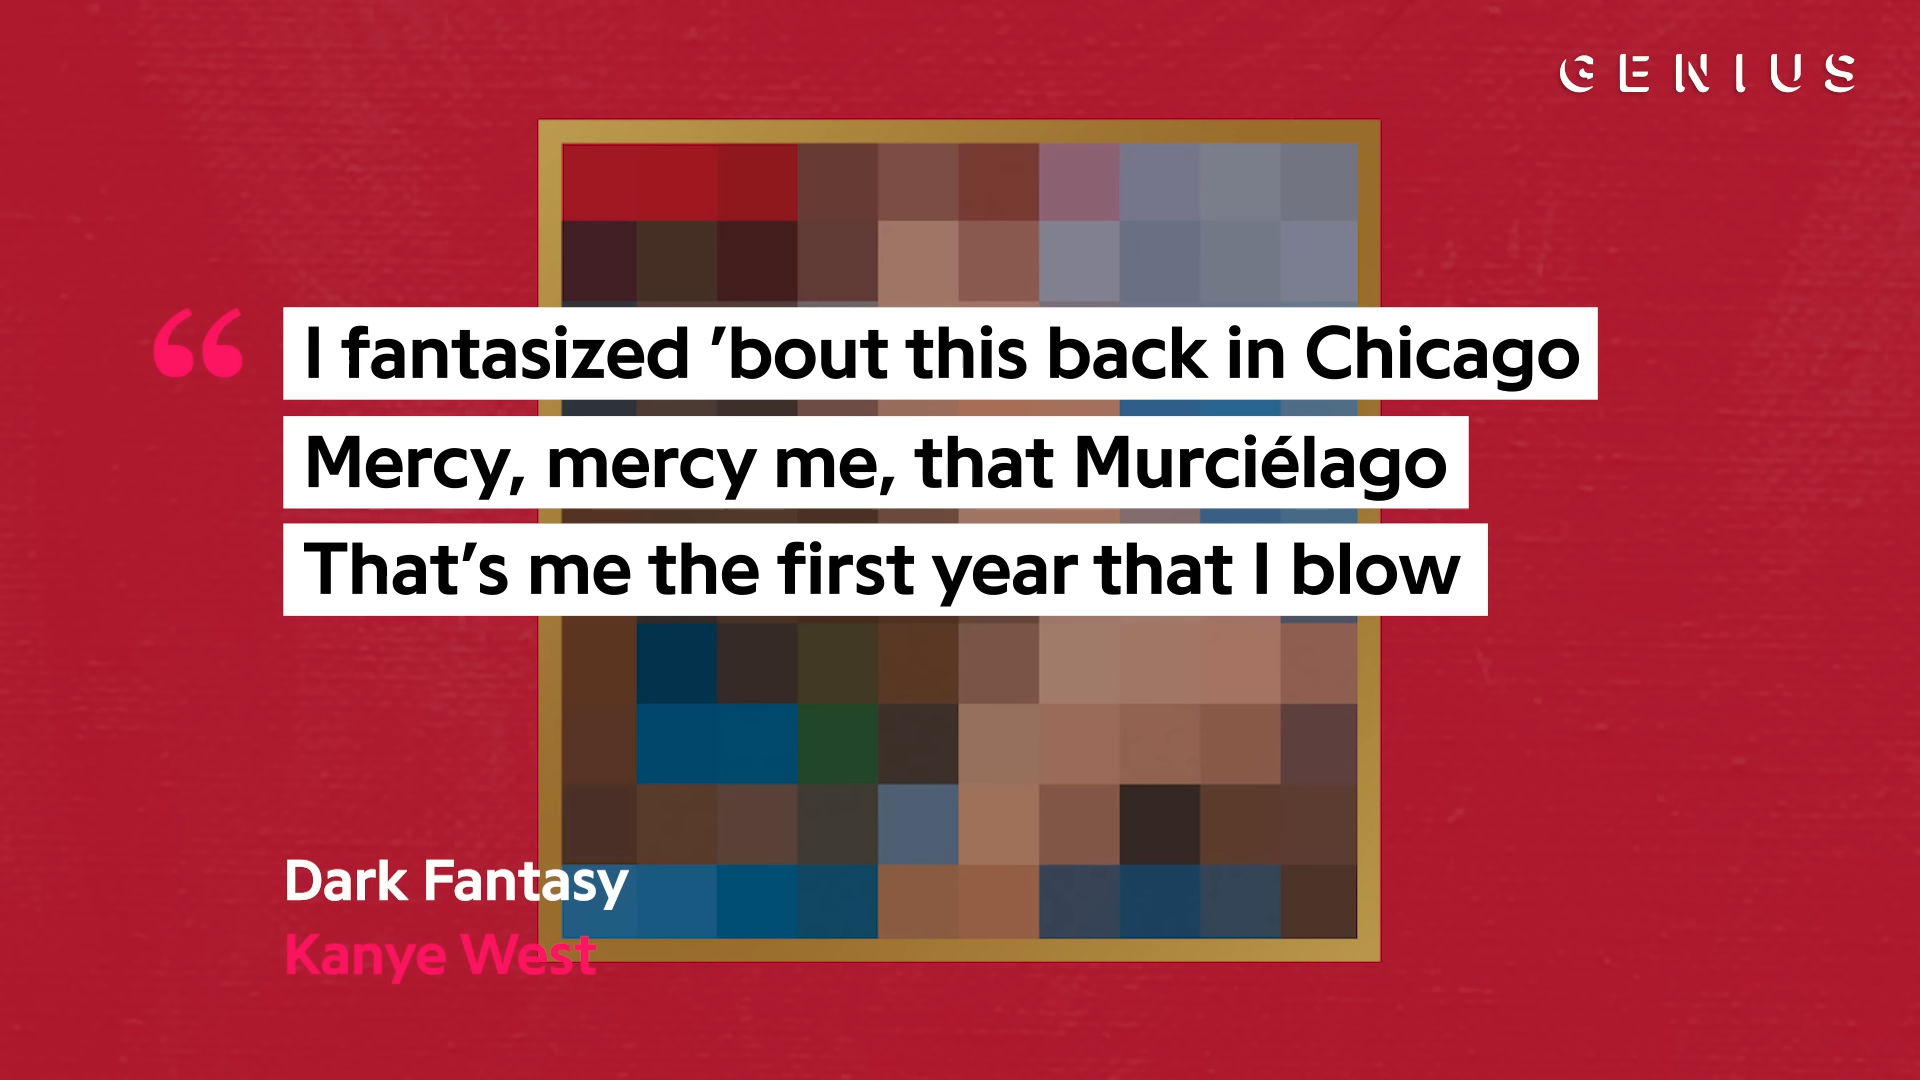 GENIUS
“
I fantasized ’bout this back in Chicago
Mercy, mercy me, that Murciélago
That’s me the first year that I blow
Dark Fantasy
Kanye West